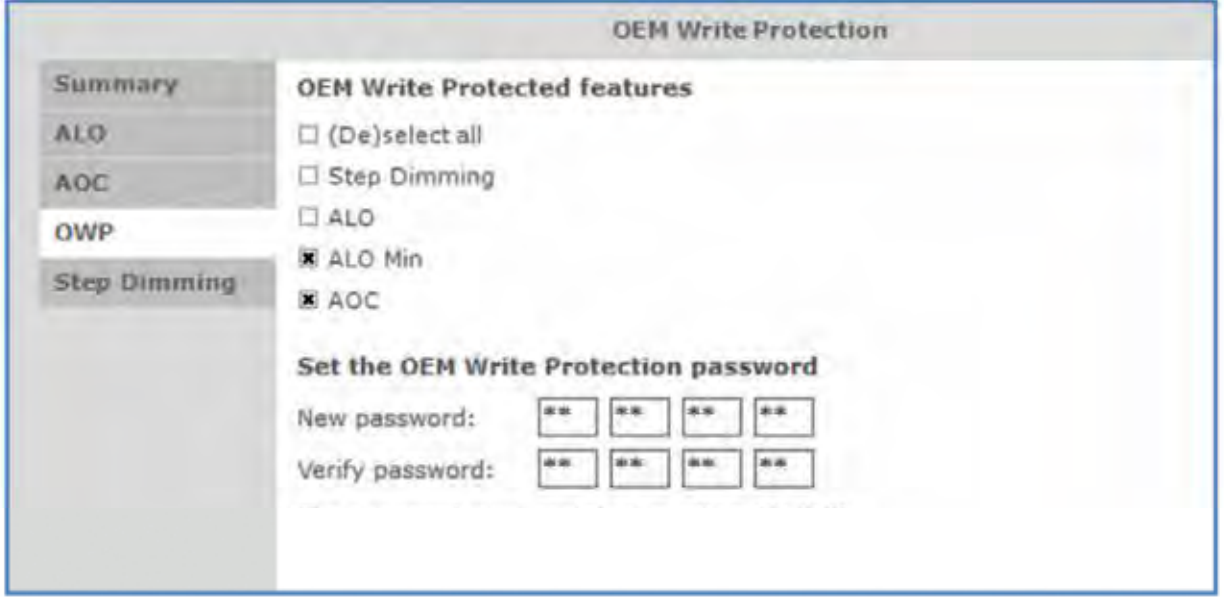 OEM Write Protection
Summary
ALO
AOC
OWP
Step Dimming
OEM Write Protected features
(De)select all
Step Dimming
ALO
ALO Min
AOC
Set the OEM Write Protection password
New password: ** ** ** **
Verify password: ** ** ** **